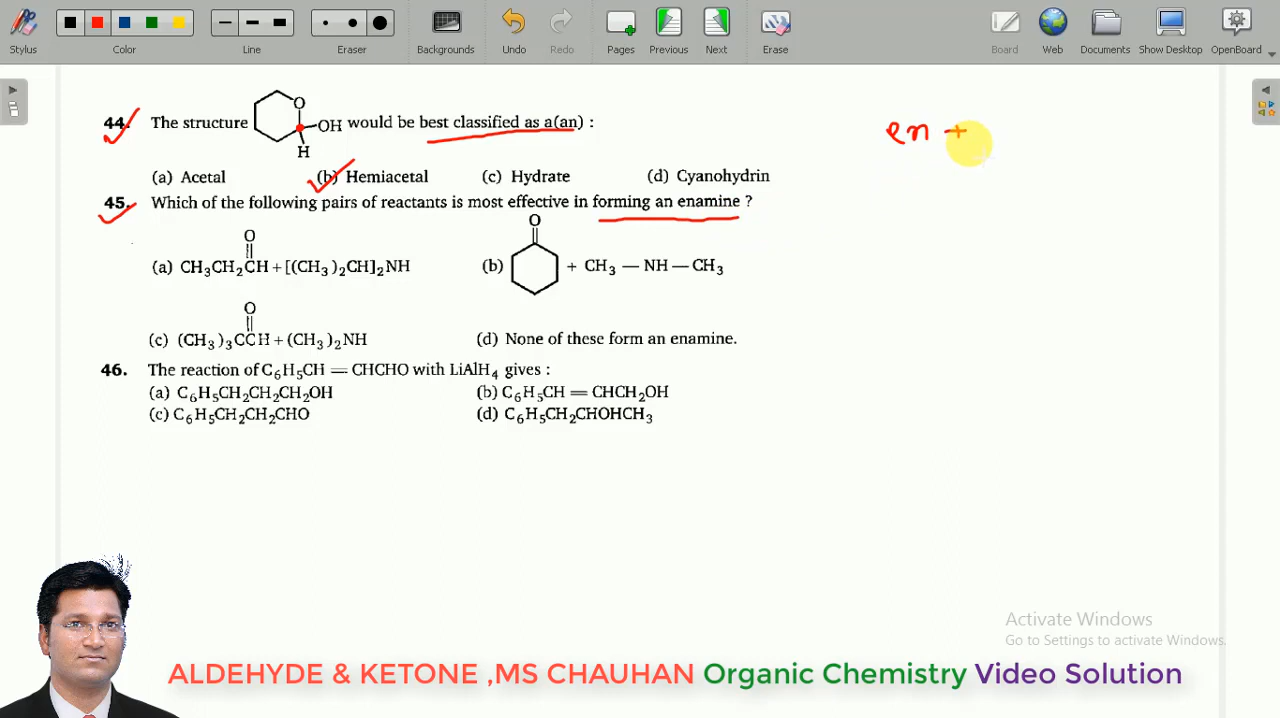 Stylus Color Line Eraser Backgrounds Undo Redo Pages Previous Next Erase Board Web Documents Show Desktop OpenBoard
44. The structure O OH H would be best classified as a(an) :
en +
(a) Acetal (b) Hemiacetal (c) Hydrate (d) Cyanohydrin
45. Which of the following pairs of reactants is most effective in forming an enamine ?
(a) CH₃CH₂C(=O)H + [(CH₃)₂CH]₂NH (b) O + CH₃ — NH — CH₃
(c) (CH₃)₃CC(=O)H + (CH₃)₂NH (d) None of these form an enamine.
46. The reaction of C₆H₅CH = CHCHO with LiAlH₄ gives :
(a) C₆H₅CH₂CH₂CH₂OH (b) C₆H₅CH = CHCH₂OH
(c) C₆H₅CH₂CH₂CHO (d) C₆H₅CH₂CHOHCH₃
Activate Windows
Go to Settings to activate Windows.
ALDEHYDE & KETONE ,MS CHAUHAN Organic Chemistry Video Solution